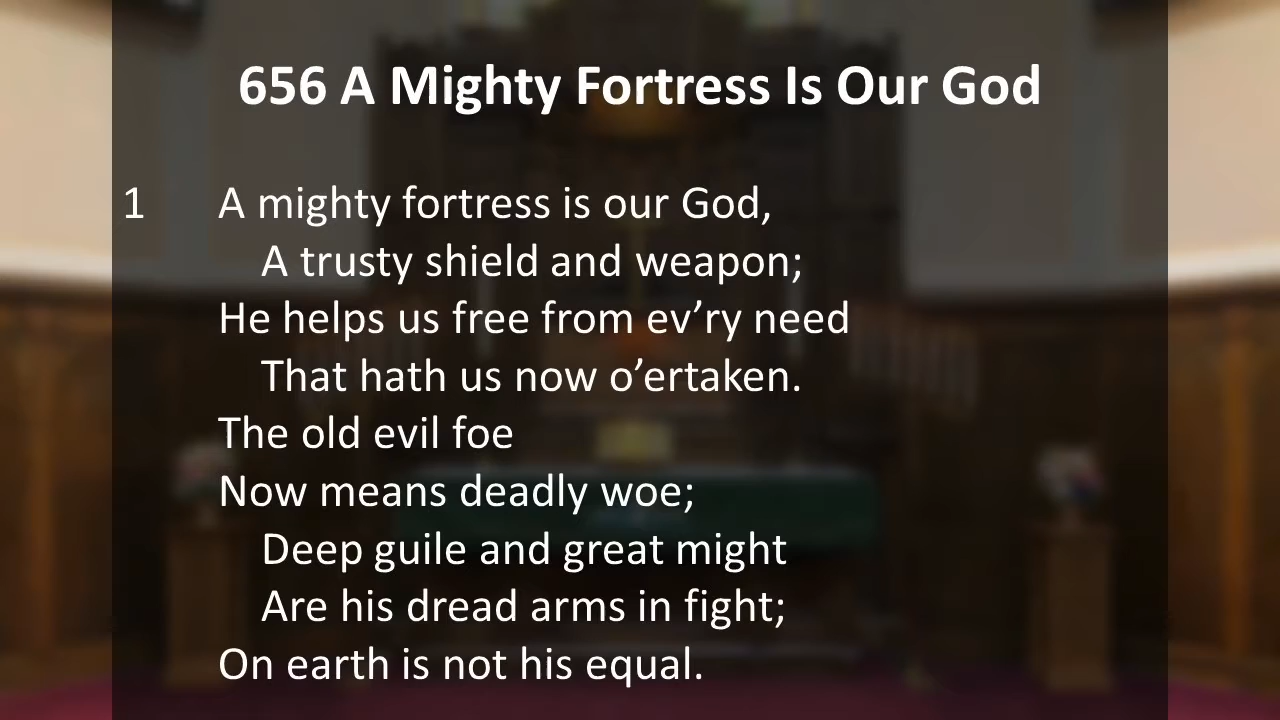 656 A Mighty Fortress Is Our God
1 A mighty fortress is our God,
A trusty shield and weapon;
He helps us free from ev’ry need
That hath us now o’ertaken.
The old evil foe
Now means deadly woe;
Deep guile and great might
Are his dread arms in fight;
On earth is not his equal.